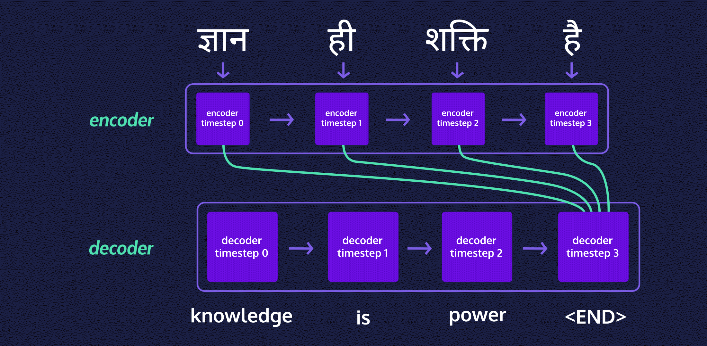 ज्ञान ही शक्ति है
encoder
encoder timestep 0
encoder timestep 1
encoder timestep 2
encoder timestep 3
decoder
decoder timestep 0
decoder timestep 1
decoder timestep 2
decoder timestep 3
knowledge is power <END>